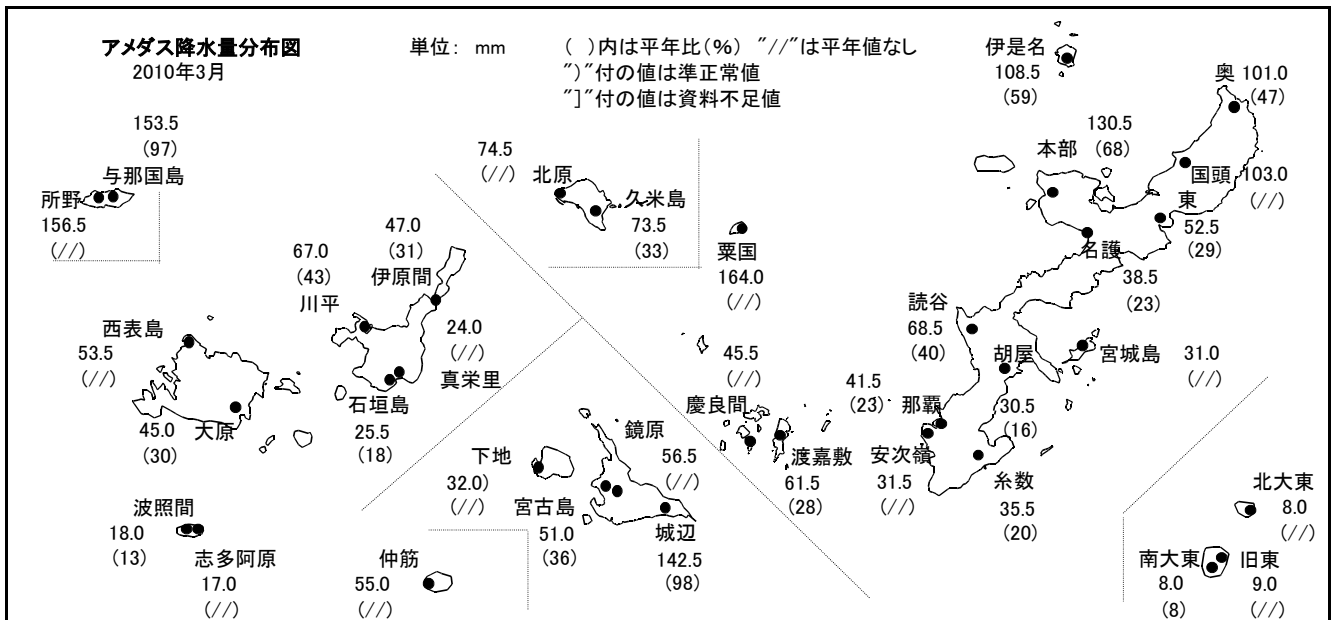 アメダス降水量分布図
2010年3月
単位： mm
( )内は平年比(%) "//"は平年値なし
")"付の値は準正常値
"]"付の値は資料不足値
伊是名
108.5
(59)
奥 101.0
(47)
153.5
(97)
与那国島
所野
156.5
(//)
74.5
(//)
北原
久米島
73.5
(33)
粟国
164.0
(//)
130.5
本部 (68)
国頭 103.0
(//)
東
52.5
(29)
名護
38.5
(23)
47.0
(31)
伊原間
67.0
(43)
川平
24.0
(//)
真栄里
石垣島
25.5
(18)
西表島
53.5
(//)
45.0
(30)
大原
読谷
68.5
(40)
胡屋
30.5
(16)
宮城島
31.0
(//)
45.5
(//)
慶良間
渡嘉敷
61.5
(28)
41.5
(23)
那覇
安次嶺
31.5
(//)
糸数
35.5
(20)
鏡原
56.5
(//)
下地
32.0)
(//)
宮古島
51.0
(36)
城辺
142.5
(98)
波照間
18.0
(13)
志多阿原
17.0
(//)
仲筋
55.0
(//)
北大東
8.0
(//)
南大東
8.0
(8)
旧東
9.0
(//)